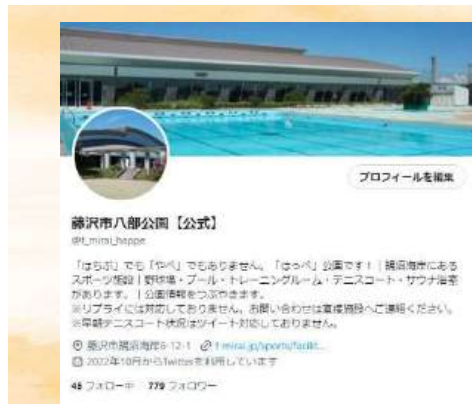 プロフィールを編集
藤沢市八部公園【公式】
@f_mirai_happe
「はちぶ」でも「やべ」でもありません。「はっぺ」公園です！｜鵠沼海岸にある
スポーツ施設｜野球場・プール・トレーニングルーム・テニスコート・サウナ浴室
があります。｜公園情報をつぶやきます。
※リプライには対応しておりません。お問い合わせは直接施設へご連絡ください。
※早朝テニスコート状況はツイート対応しておりません。
藤沢市鵠沼海岸6-12-1 f-mirai.jp/sports/facilit...
2022年10月からTwitterを利用しています
48 フォロー中 779 フォロワー